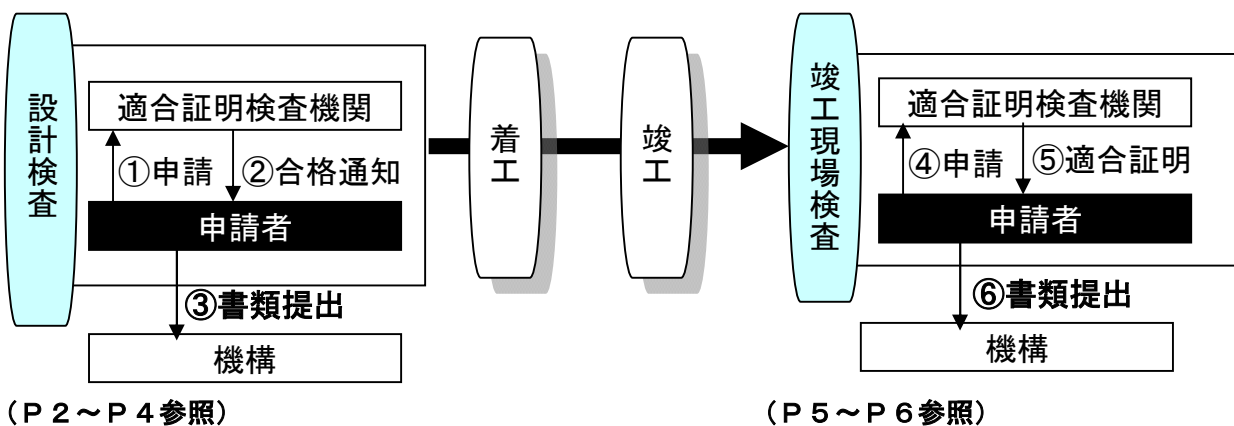 設計検査
適合証明検査機関
①申請
②合格通知
申請者
③書類提出
機構
(P2~P4参照)
着工
竣工
竣工現場検査
適合証明検査機関
④申請
⑤適合証明
申請者
⑥書類提出
機構
(P5~P6参照)